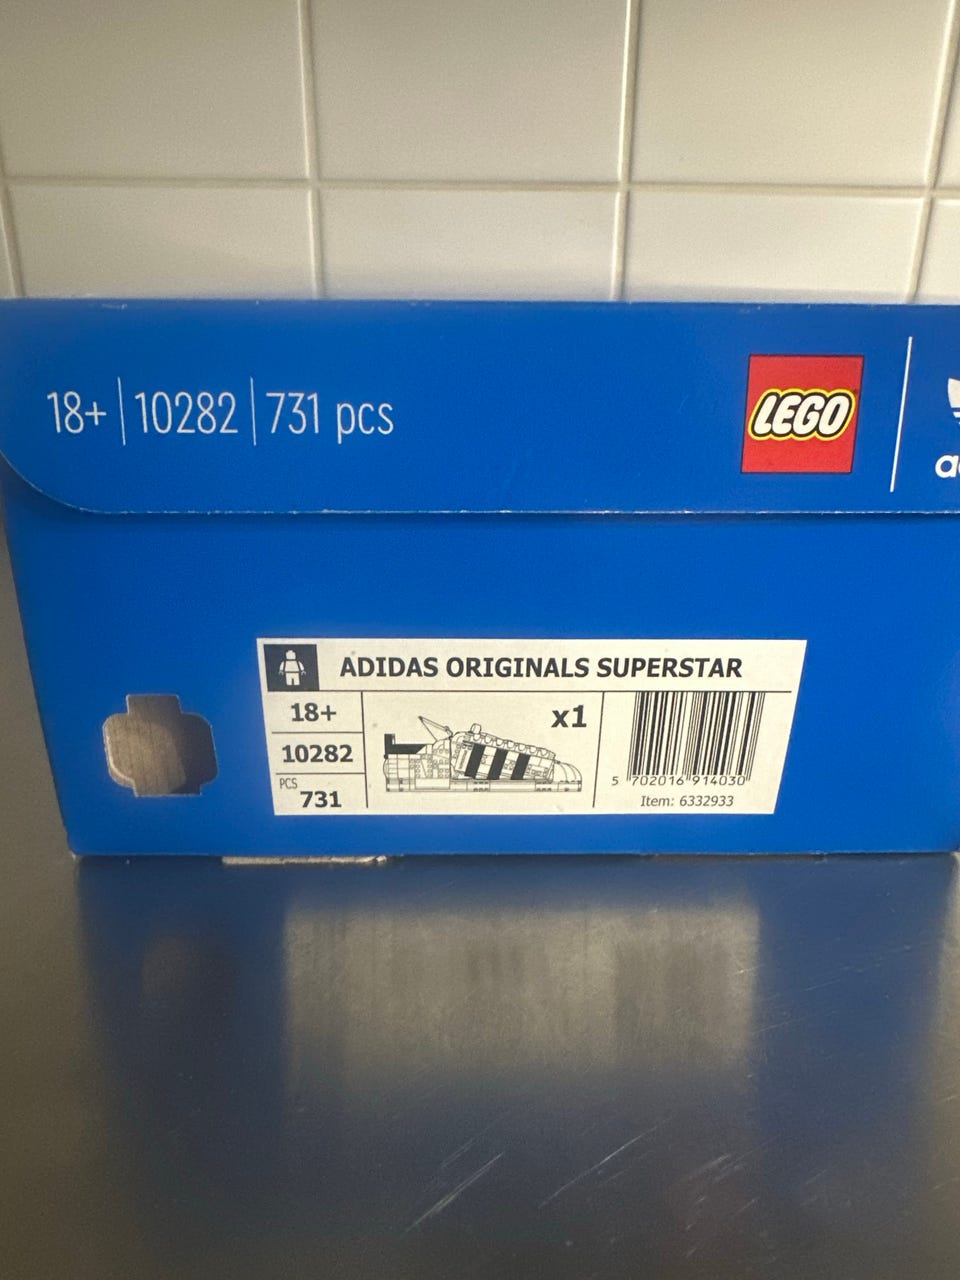 18+ | 10282 | 731 pcs
LEGO
ADIDAS ORIGINALS SUPERSTAR
18+
10282
PCS
731
x1
5 702016 914030
Item: 6332933